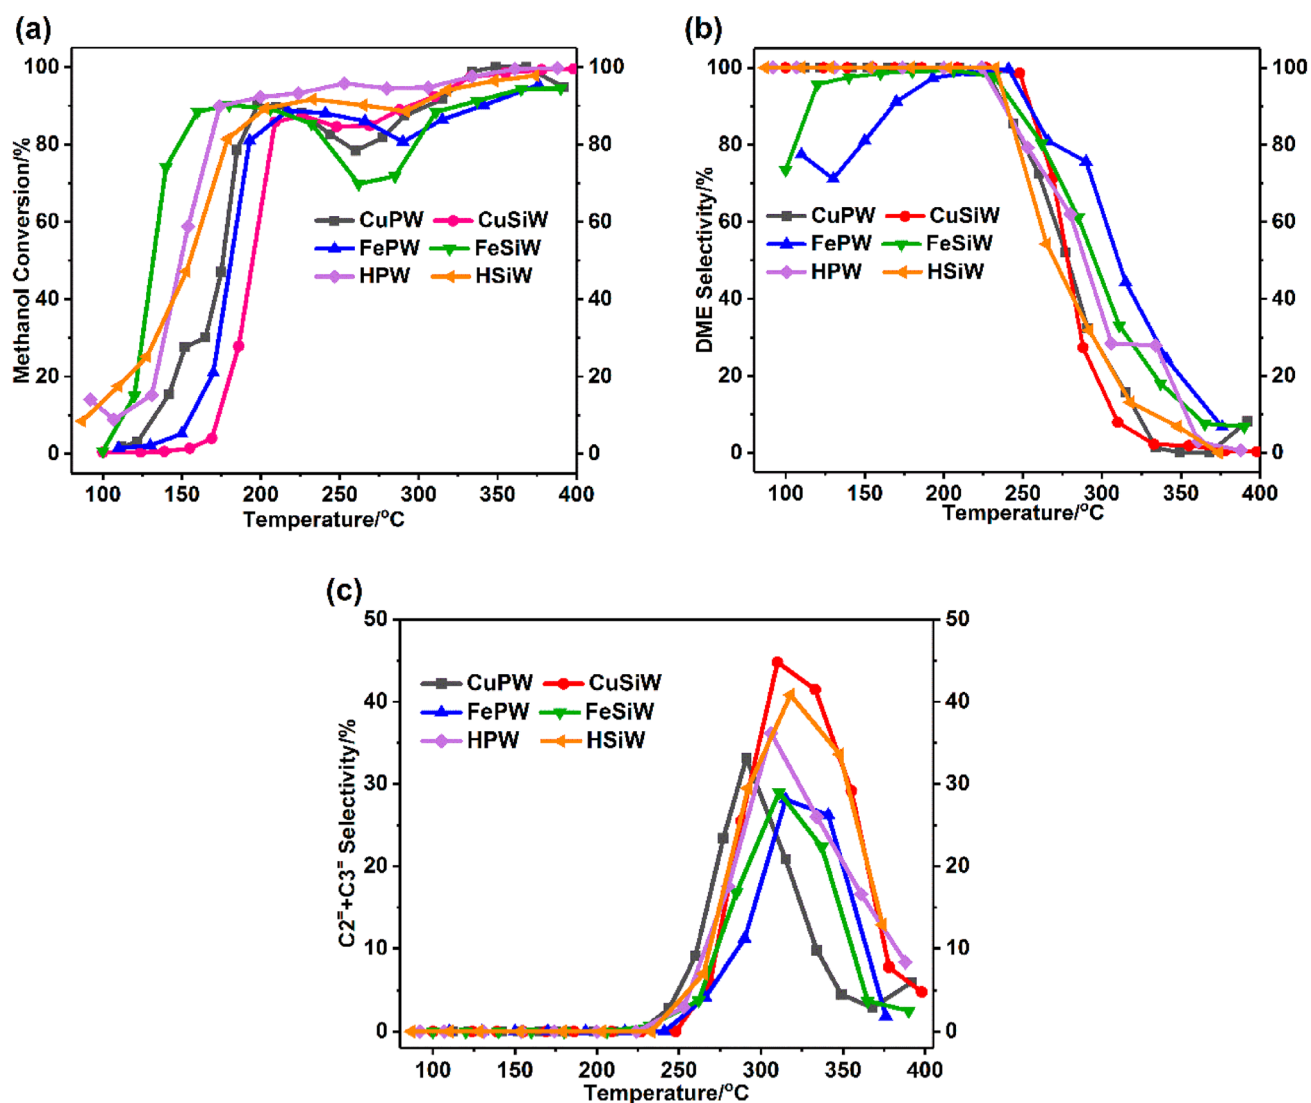 (a)
100
80
60
40
20
0
Methanol Conversion/%
100
80
60
40
20
0
CuPW CuSiW
FePW FeSiW
HPW HSiW
100 150 200 250 300 350 400
Temperature/°C
(b)
100
80
60
40
20
0
DME Selectivity/%
100
80
60
40
20
0
CuPW CuSiW
FePW FeSiW
HPW HSiW
100 150 200 250 300 350 400
Temperature/°C
(c)
50
40
30
20
10
0
C2⁼+C3⁼ Selectivity/%
50
40
30
20
10
0
CuPW CuSiW
FePW FeSiW
HPW HSiW
100 150 200 250 300 350 400
Temperature/°C